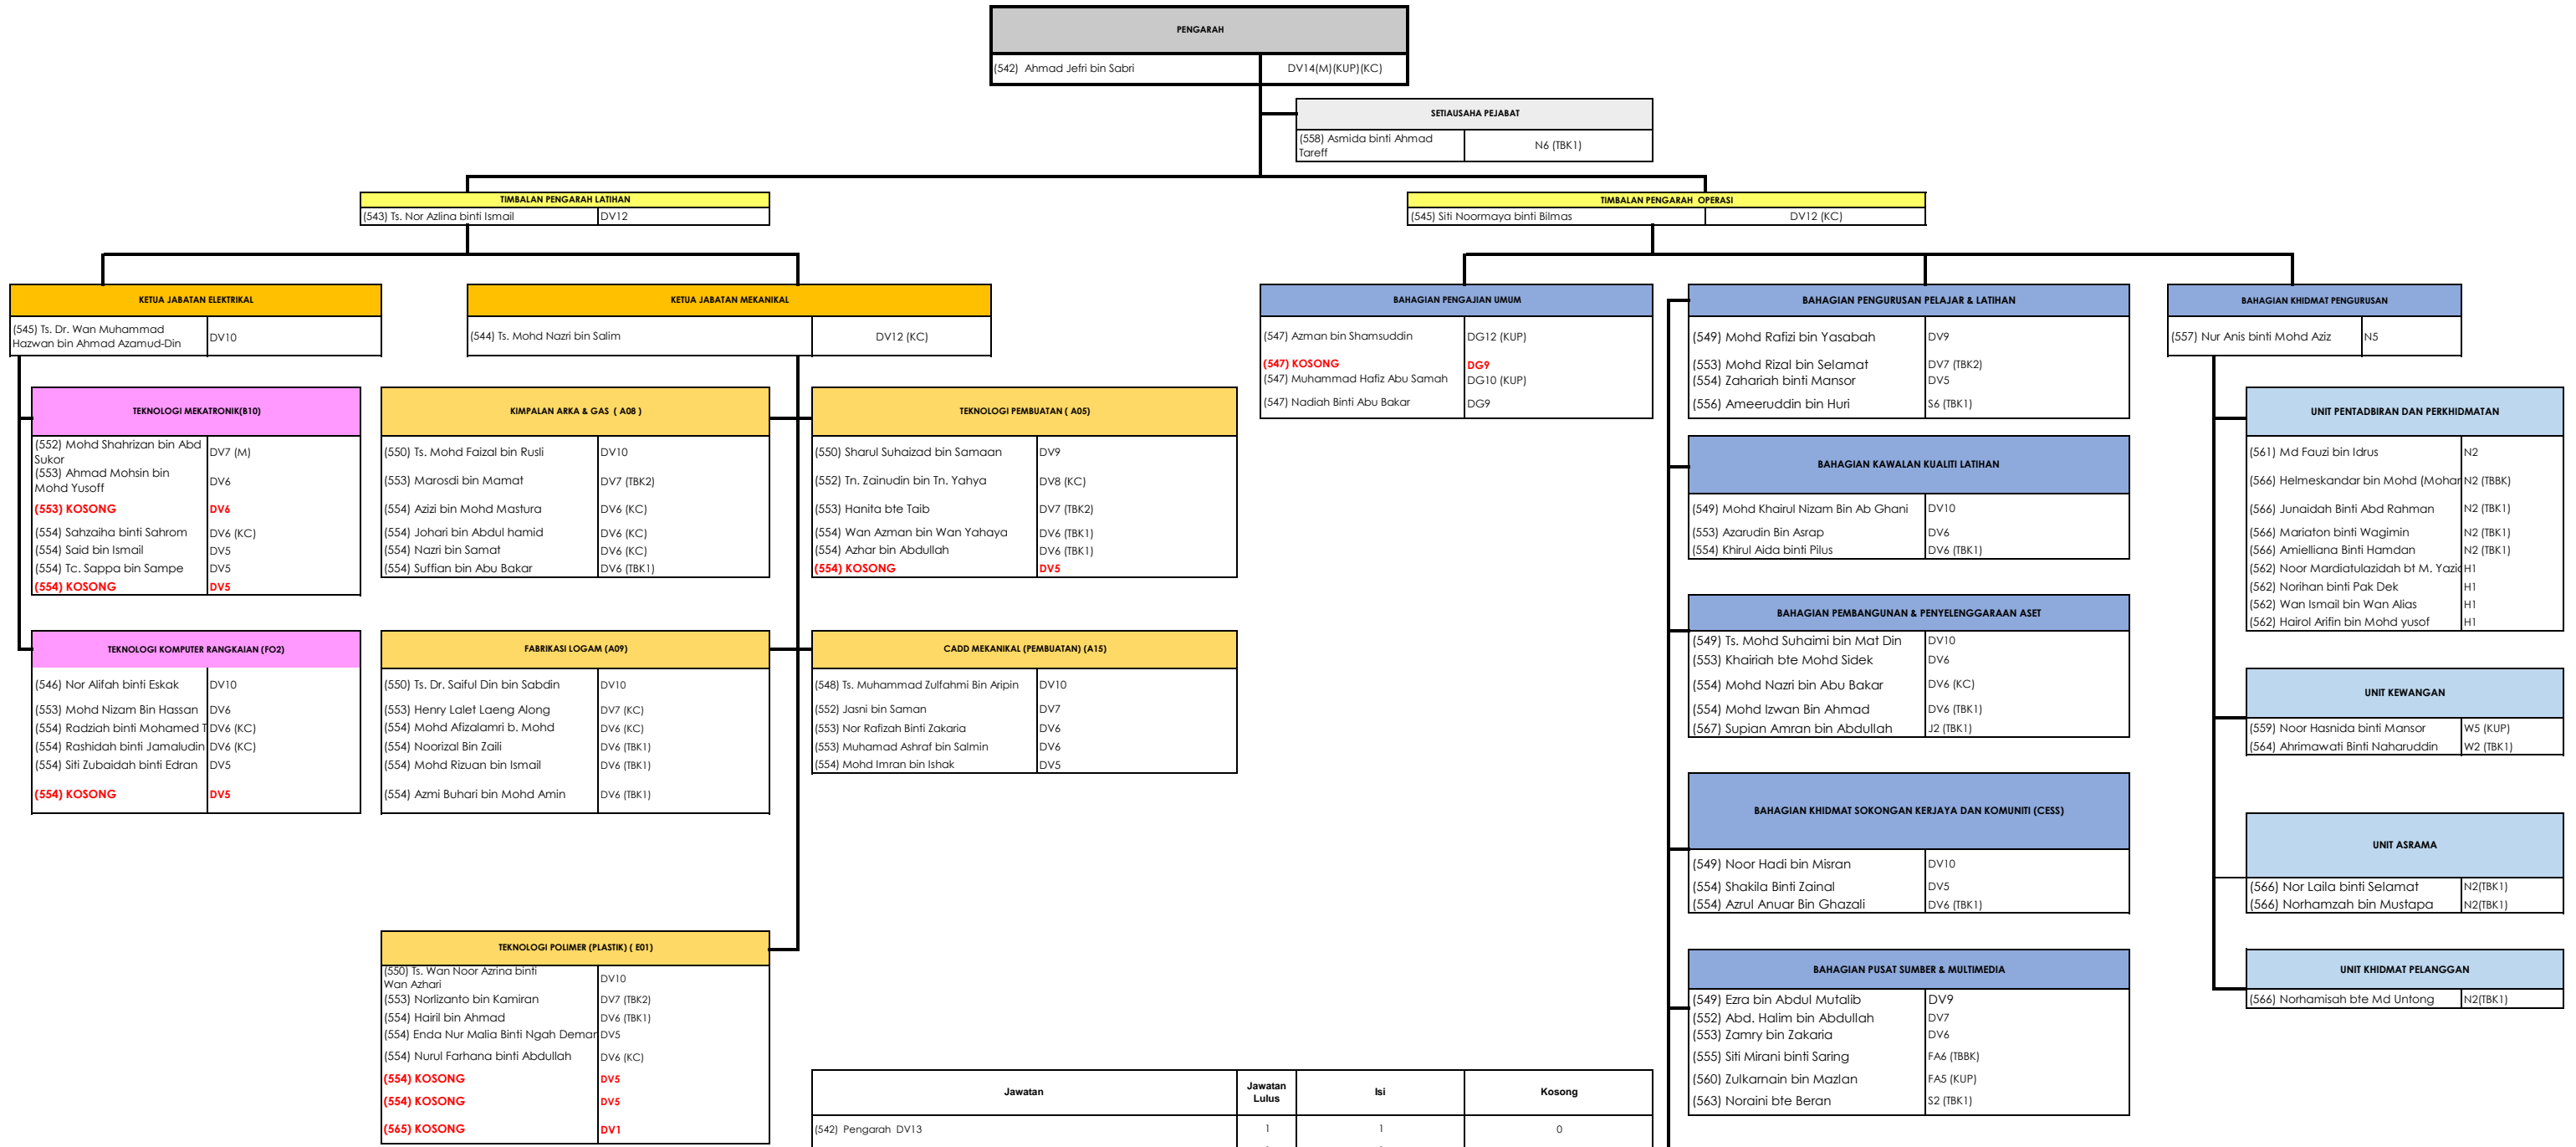 PENGARAH
(542) Ahmad Jefri bin Sabri DV14(M)(KUP)(KC)
SETIAUSAHA PEJABAT
(558) Asmida binti Ahmad
Tareff
N6 (TBK1)
TIMBALAN PENGARAH LATIHAN
(543) Ts. Nor Azlina binti Ismail DV12
TIMBALAN PENGARAH OPERASI
(545) Siti Noormaya binti Bilmas DV12 (KC)
KETUA JABATAN ELEKTRIKAL
(545) Ts. Dr. Wan Muhammad
Hazwan bin Ahmad Azamud-Din
DV10
KETUA JABATAN MEKANIKAL
(544) Ts. Mohd Nazri bin Salim DV12 (KC)
BAHAGIAN PENGAJIAN UMUM
(547) Azman bin Shamsuddin DG12 (KUP)
(547) KOSONG DG9
(547) Muhammad Hafiz Abu Samah DG10 (KUP)
(547) Nadiah Binti Abu Bakar DG9
BAHAGIAN PENGURUSAN PELAJAR & LATIHAN
(549) Mohd Rafizi bin Yasabah DV9
(553) Mohd Rizal bin Selamat DV7 (TBK2)
(554) Zahariah binti Mansor DV5
(556) Ameeruddin bin Huri S6 (TBK1)
BAHAGIAN KHIDMAT PENGURUSAN
(557) Nur Anis binti Mohd Aziz N5
TEKNOLOGI MEKATRONIK(B10)
(552) Mohd Shahrizan bin Abd
Sukor
DV7 (M)
(553) Ahmad Mohsin bin
Mohd Yusoff
DV6
(553) KOSONG DV6
(554) Sahzaiha binti Sahrom DV6 (KC)
(554) Said bin Ismail DV5
(554) Tc. Sappa bin Sampe DV5
(554) KOSONG DV5
KIMPALAN ARKA & GAS ( A08 )
(550) Ts. Mohd Faizal bin Rusli DV10
(553) Marosdi bin Mamat DV7 (TBK2)
(554) Azizi bin Mohd Mastura DV6 (KC)
(554) Johari bin Abdul hamid DV6 (KC)
(554) Nazri bin Samat DV6 (KC)
(554) Suffian bin Abu Bakar DV6 (TBK1)
TEKNOLOGI PEMBUATAN ( A05)
(550) Sharul Suhaizad bin Samaan DV9
(552) Tn. Zainudin bin Tn. Yahya DV8 (KC)
(553) Hanita bte Taib DV7 (TBK2)
(554) Wan Azman bin Wan Yahaya DV6 (TBK1)
(554) Azhar bin Abdullah DV6 (TBK1)
(554) KOSONG DV5
BAHAGIAN KAWALAN KUALITI LATIHAN
(549) Mohd Khairul Nizam Bin Ab Ghani DV10
(553) Azarudin Bin Asrap DV6
(554) Khirul Aida binti Pilus DV6 (TBK1)
UNIT PENTADBIRAN DAN PERKHIDMATAN
(561) Md Fauzi bin Idrus N2
(566) Helmeskandar bin Mohd (Mohar N2 (TBBK)
(566) Junaidah Binti Abd Rahman N2 (TBK1)
(566) Mariaton binti Wagimin N2 (TBK1)
(566) Amielliana Binti Hamdan N2 (TBK1)
(562) Noor Mardiatulazidah bt M. Yazid H1
(562) Norihan binti Pak Dek H1
(562) Wan Ismail bin Wan Alias H1
(562) Hairol Arifin bin Mohd yusof H1
TEKNOLOGI KOMPUTER RANGKAIAN (FO2)
(546) Nor Alifah binti Eskak DV10
(553) Mohd Nizam Bin Hassan DV6
(554) Radziah binti Mohamed T DV6 (KC)
(554) Rashidah binti Jamaludin DV6 (KC)
(554) Siti Zubaidah binti Edran DV5
(554) KOSONG DV5
FABRIKASI LOGAM (A09)
(550) Ts. Dr. Saiful Din bin Sabdin DV10
(553) Henry Lalet Laeng Along DV7 (KC)
(554) Mohd Afizalamri b. Mohd DV6 (KC)
(554) Noorizal Bin Zaili DV6 (TBK1)
(554) Mohd Rizuan bin Ismail DV6 (TBK1)
(554) Azmi Buhari bin Mohd Amin DV6 (TBK1)
CADD MEKANIKAL (PEMBUATAN) (A15)
(548) Ts. Muhammad Zulfahmi Bin Aripin DV10
(552) Jasni bin Saman DV7
(553) Nor Rafizah Binti Zakaria DV6
(553) Muhamad Ashraf bin Salmin DV6
(554) Mohd Imran bin Ishak DV5
BAHAGIAN PEMBANGUNAN & PENYELENGGARAAN ASET
(549) Ts. Mohd Suhaimi bin Mat Din DV10
(553) Khairiah bte Mohd Sidek DV6
(554) Mohd Nazri bin Abu Bakar DV6 (KC)
(554) Mohd Izwan Bin Ahmad DV6 (TBK1)
(567) Supian Amran bin Abdullah J2 (TBK1)
UNIT KEWANGAN
(559) Noor Hasnida binti Mansor W5 (KUP)
(564) Ahrimawati Binti Naharuddin W2 (TBK1)
BAHAGIAN KHIDMAT SOKONGAN KERJAYA DAN KOMUNITI (CESS)
(549) Noor Hadi bin Misran DV10
(554) Shakila Binti Zainal DV5
(554) Azrul Anuar Bin Ghazali DV6 (TBK1)
UNIT ASRAMA
(566) Nor Laila binti Selamat N2(TBK1)
(566) Norhamzah bin Mustapa N2(TBK1)
TEKNOLOGI POLIMER (PLASTIK) ( E01)
(550) Ts. Wan Noor Azrina binti
Wan Azhari
DV10
(553) Norlizanto bin Kamiran DV7 (TBK2)
(554) Hairil bin Ahmad DV6 (TBK1)
(554) Enda Nur Malia Binti Ngah Demar DV5
(554) Nurul Farhana binti Abdullah DV6 (KC)
(554) KOSONG DV5
(554) KOSONG DV5
(565) KOSONG DV1
BAHAGIAN PUSAT SUMBER & MULTIMEDIA
(549) Ezra bin Abdul Mutalib DV9
(552) Abd. Halim bin Abdullah DV7
(553) Zamry bin Zakaria DV6
(555) Siti Mirani binti Saring FA6 (TBBK)
(560) Zulkarnain bin Mazlan FA5 (KUP)
(563) Noraini bte Beran S2 (TBK1)
UNIT KHIDMAT PELANGGAN
(566) Norhamisah bte Md Untong N2(TBK1)
Jawatan Jawatan Lulus Isi Kosong
(542) Pengarah DV13 1 1 0